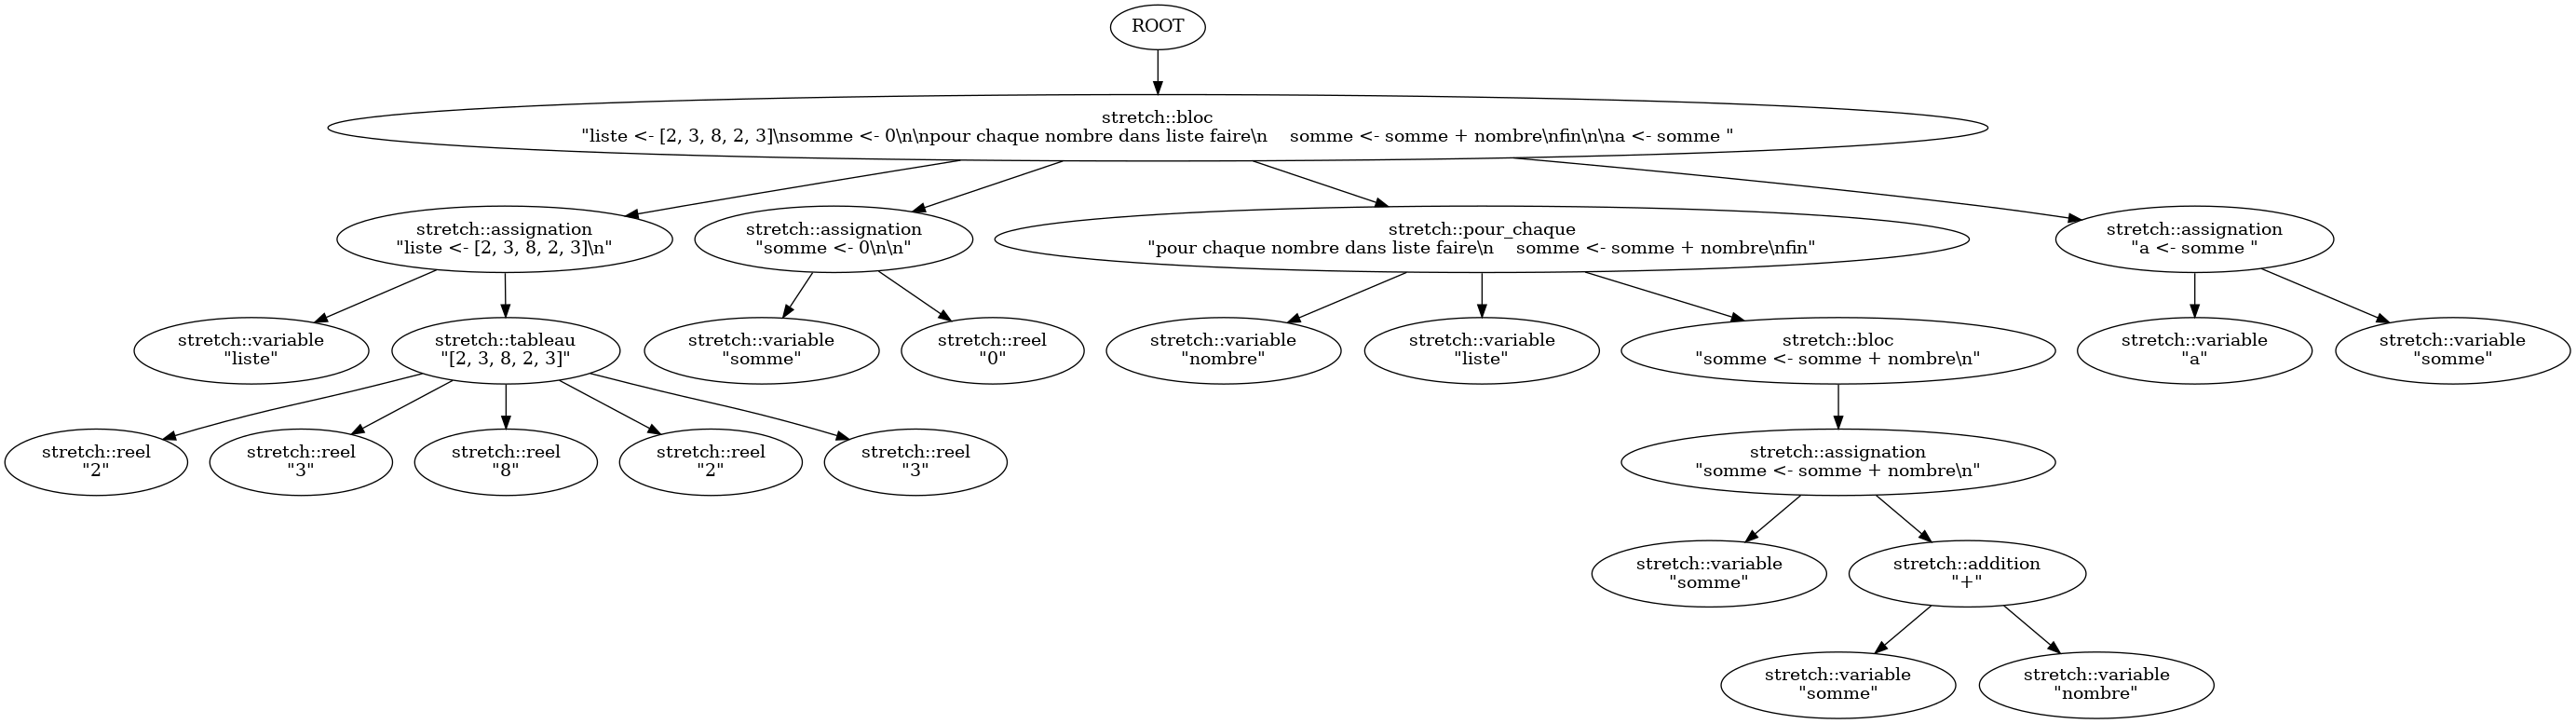 ROOT
stretch::bloc
"liste <- [2, 3, 8, 2, 3]\nsomme <- 0\n\npour chaque nombre dans liste faire\n    somme <- somme + nombre\nfin\n\na <- somme "
stretch::assignation
"liste <- [2, 3, 8, 2, 3]\n"
stretch::assignation
"somme <- 0\n\n"
stretch::pour_chaque
"pour chaque nombre dans liste faire\n    somme <- somme + nombre\nfin"
stretch::assignation
"a <- somme "
stretch::variable
"liste"
stretch::tableau
"[2, 3, 8, 2, 3]"
stretch::variable
"somme"
stretch::reel
"0"
stretch::variable
"nombre"
stretch::variable
"liste"
stretch::bloc
"somme <- somme + nombre\n"
stretch::variable
"a"
stretch::variable
"somme"
stretch::reel
"2"
stretch::reel
"3"
stretch::reel
"8"
stretch::reel
"2"
stretch::reel
"3"
stretch::assignation
"somme <- somme + nombre\n"
stretch::variable
"somme"
stretch::addition
"+"
stretch::variable
"somme"
stretch::variable
"nombre"